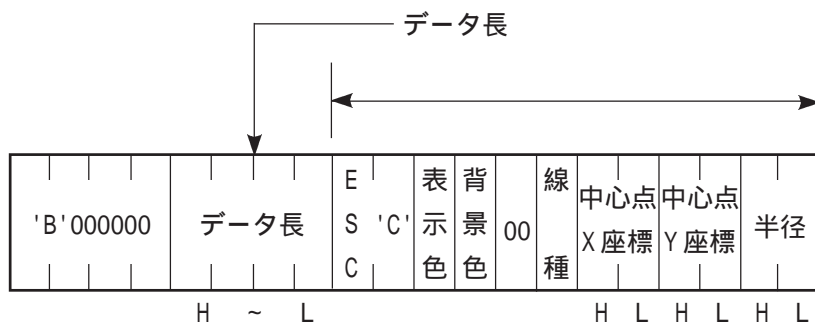 データ長
'B'000000
データ長
ESC
'C'
表示色
背景色
00
線種
中心点
X座標
中心点
Y座標
半径
H ~ L H L H L H L